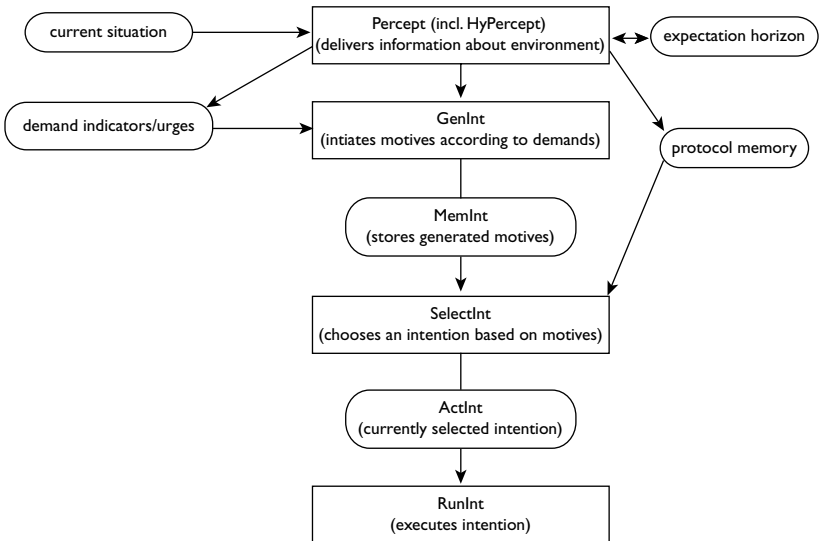 current situation
Percept (incl. HyPercept)
(delivers information about environment)
expectation horizon
demand indicators/urges
GenInt
(intiates motives according to demands)
protocol memory
MemInt
(stores generated motives)
SelectInt
(chooses an intention based on motives)
ActInt
(currently selected intention)
RunInt
(executes intention)